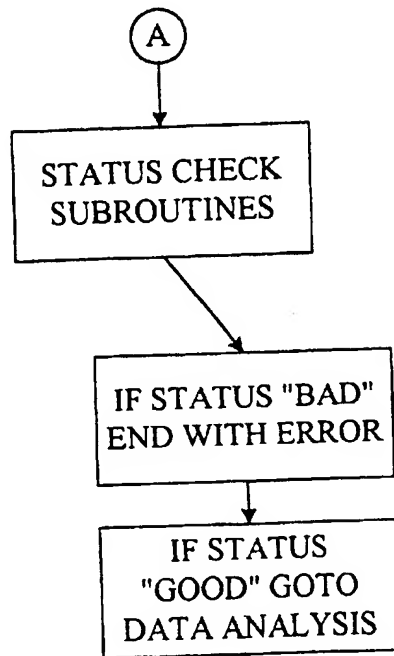 A
STATUS CHECK
SUBROUTINES
IF STATUS "BAD"
END WITH ERROR
IF STATUS
"GOOD" GOTO
DATA ANALYSIS